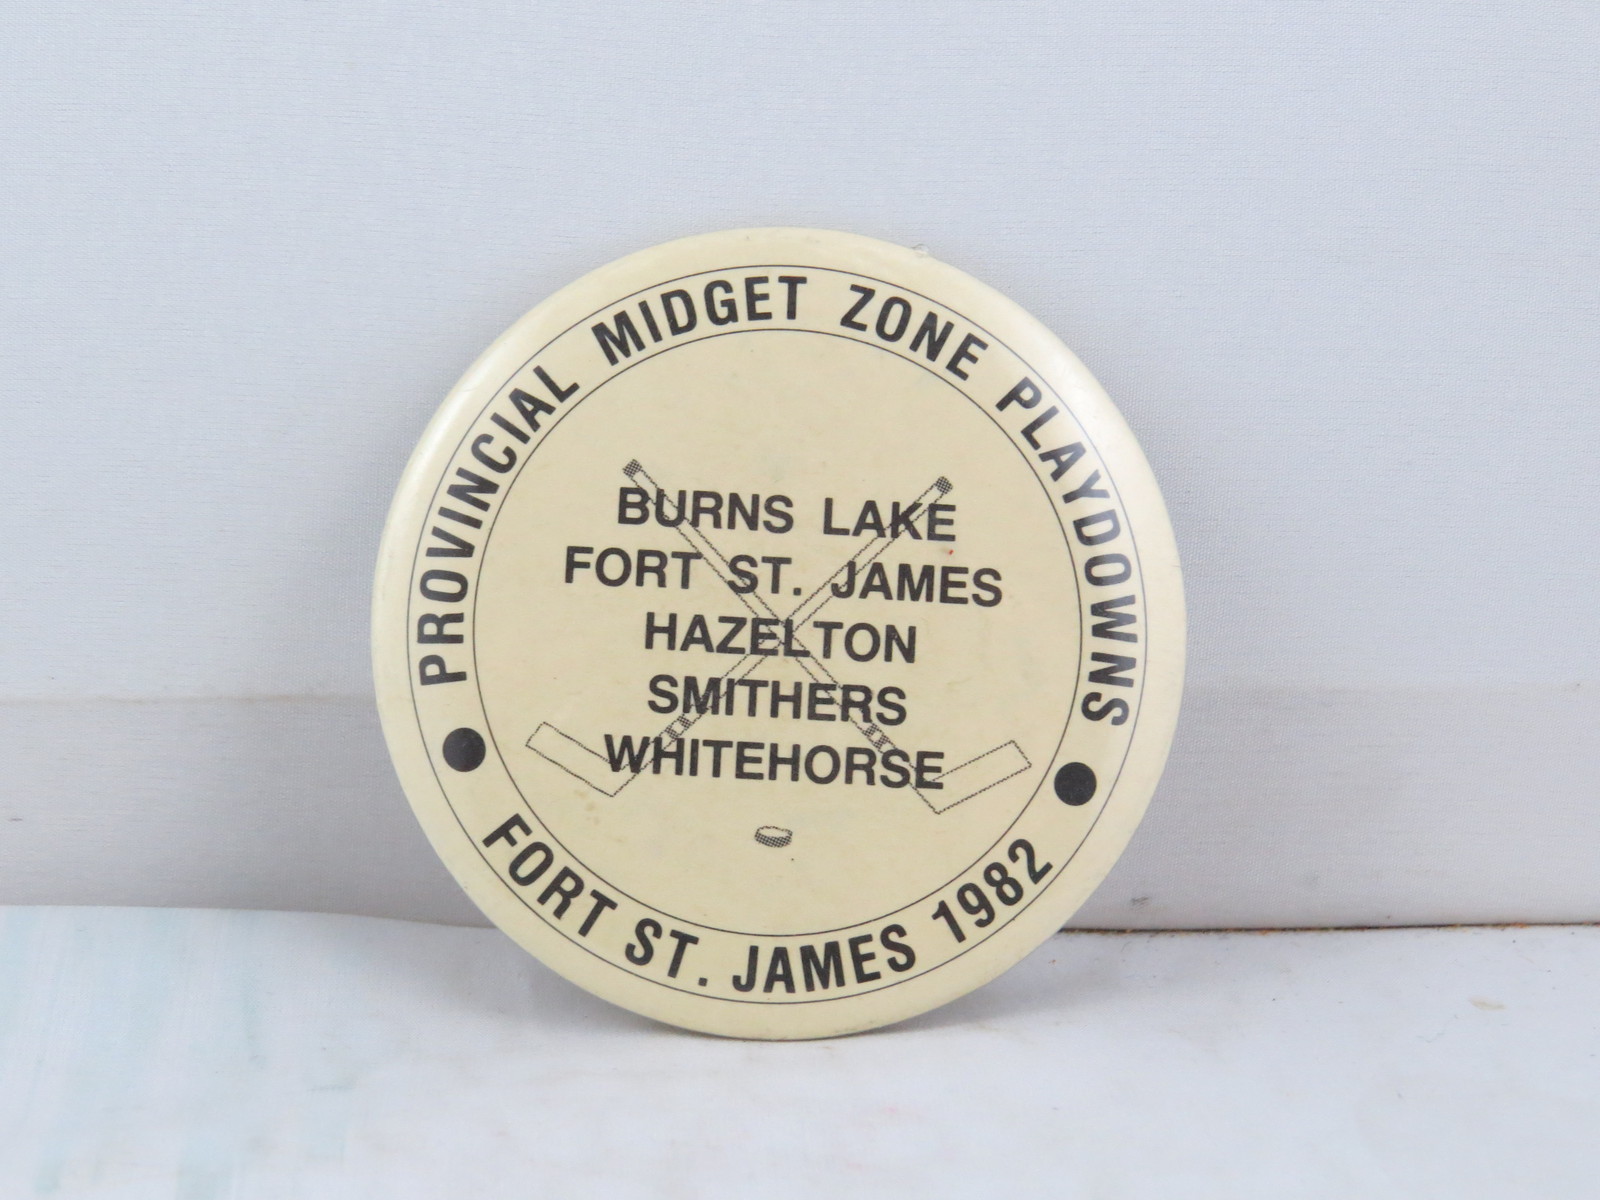 PROVINCIAL MIDGET ZONE PLAYDOWNS
BURNS LAKE
FORT ST. JAMES
HAZELTON
SMITHERS
WHITEHORSE
FORT ST. JAMES 1982